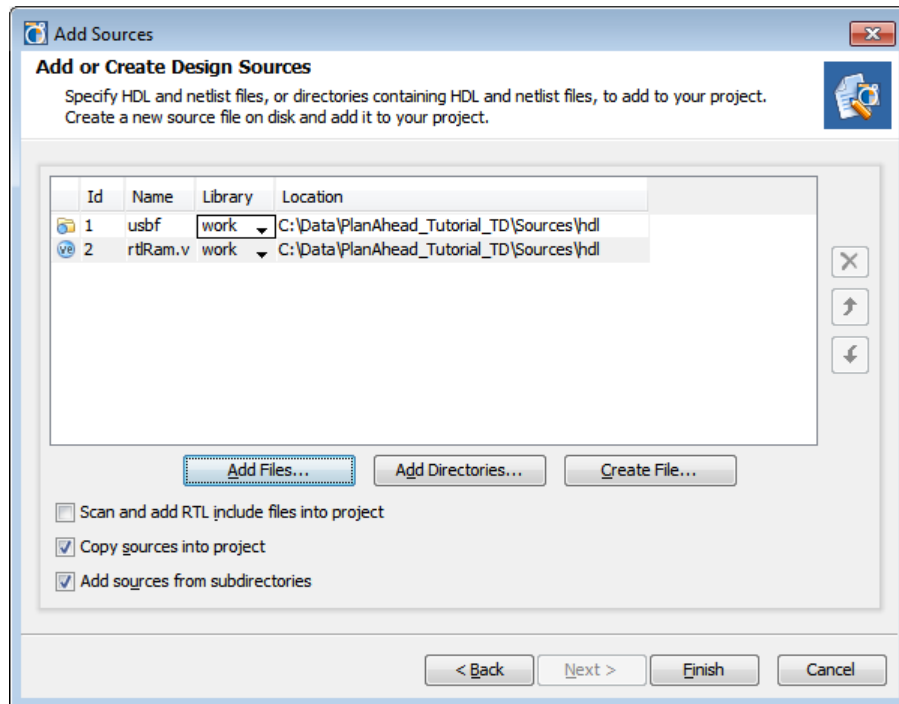 Add Sources
Add or Create Design Sources
Specify HDL and netlist files, or directories containing HDL and netlist files, to add to your project.
Create a new source file on disk and add it to your project.
Id Name Library Location
1 usbf work C:\Data\PlanAhead_Tutorial_TD\Sources\hdl
2 rtlRam.v work C:\Data\PlanAhead_Tutorial_TD\Sources\hdl
Add Files... Add Directories... Create File...
Scan and add RTL include files into project
Copy sources into project
Add sources from subdirectories
< Back Next > Finish Cancel